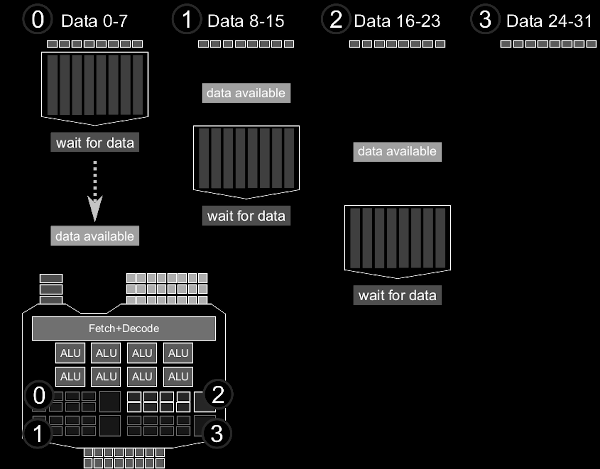 0 Data 0-7
1 Data 8-15
2 Data 16-23
3 Data 24-31
data available
wait for data
data available
wait for data
data available
wait for data
Fetch+Decode
ALU ALU ALU ALU
ALU ALU ALU ALU
0 2
1 3